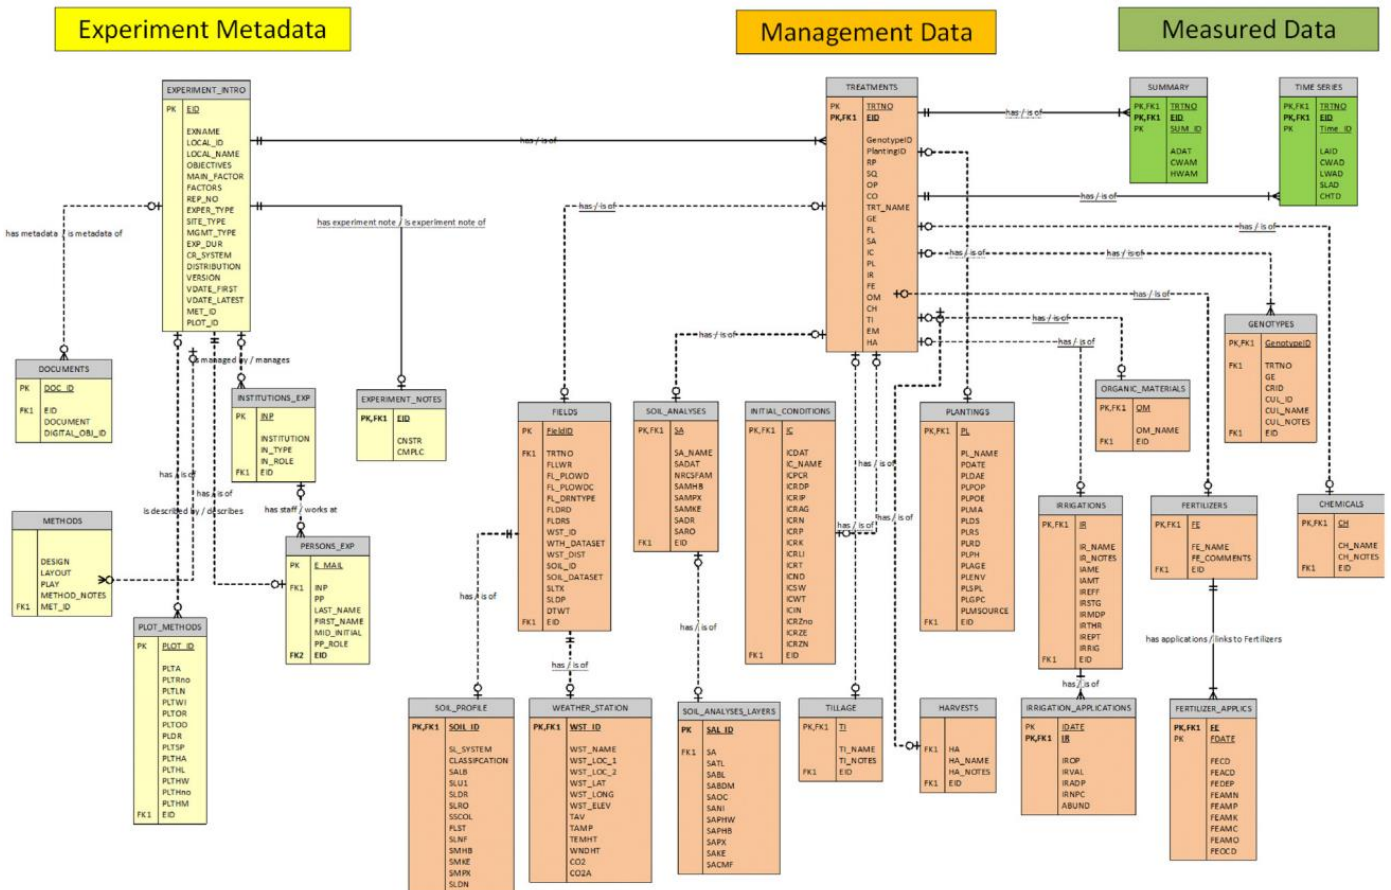 Experiment Metadata
Management Data
Measured Data
EXPERIMENT_INTRO
PK EID
EXNAME
LOCAL_ID
LOCAL_NAME
OBJECTIVES
MAIN_FACTOR
FACTORS
REP_NO
EXPER_TYPE
SITE_TYPE
MGMT_TYPE
EXP_DUR
CR_SYSTEM
DISTRIBUTION
VERSION
VDATE_FIRST
VDATE_LATEST
MET_ID
PLOT_ID
TREATMENTS
PK TRTNO
PK,FK1 EID
GenotypeID
PlantingID
RP
SQ
OP
CO
TRT_NAME
GE
FL
SA
IC
PL
IR
FE
OM
CH
TI
EM
HA
SUMMARY
PK,FK1 TRTNO
PK,FK1 EID
PK SUM_ID
ADAT
CWAM
HWAM
TIME SERIES
PK,FK1 TRTNO
PK,FK1 EID
PK Time_ID
LAID
CWAD
LWAD
SLAD
CHTD
has / is of
has / is of
has / is of
has / is of
has / is of
has / is of
has / is of
has / is of
has / is of
has / is of
has / is of
has metadata / is metadata of
has experiment note / is experiment note of
is managed by / manages
DOCUMENTS
PK DOC_ID
FK1 EID
DOCUMENT
DIGITAL_OBJ_ID
INSTITUTIONS_EXP
PK INP
INSTITUTION
IN_TYPE
IN_ROLE
FK1 EID
EXPERIMENT_NOTES
PK,FK1 EID
CNSTR
CMPLC
has / is of
has / is of
is described by / describes
has staff / works at
METHODS
DESIGN
LAYOUT
PLAY
METHOD_NOTES
FK1 MET_ID
PERSONS_EXP
PK E_MAIL
FK1 INP
PP
LAST_NAME
FIRST_NAME
MID_INITIAL
PP_ROLE
FK2 EID
PLOT_METHODS
PK PLOT_ID
PLTA
PLTRno
PLTLN
PLTWI
PLTOR
PLTOD
PLDR
PLTSP
PLTHA
PLTHL
PLTHW
PLTHno
PLTHM
FK1 EID
FIELDS
PK FieldID
FK1 TRTNO
FLLWR
FL_PLOWD
FL_PLOWDC
FL_DRNTYPE
FLDRD
FLDRS
WST_ID
WTH_DATASET
WST_DIST
SOIL_ID
SOIL_DATASET
SLTX
SLDP
DTWT
FK1 EID
SOIL_ANALYSES
PK,FK1 SA
SA_NAME
SADAT
NRCSFAM
SAMHB
SAMPX
SAMKE
SADR
SARO
FK1 EID
INITIAL_CONDITIONS
PK,FK1 IC
ICDAT
IC_NAME
ICPCR
ICRDP
ICRIP
ICRAG
ICRN
ICRP
ICRK
ICRLI
ICRT
ICND
ICSW
ICWT
ICIN
ICRZno
ICRZE
ICRZN
FK1 EID
PLANTINGS
PK,FK1 PL
PL_NAME
PDATE
PLDAE
PLPOP
PLPOE
PLMA
PLDS
PLRS
PLRD
PLPH
PLAGE
PLENV
PLSPL
PLGPC
PLMSOURCE
FK1 EID
ORGANIC_MATERIALS
PK,FK1 OM
OM_NAME
FK1 EID
GENOTYPES
PK,FK1 GenotypeID
FK1 TRTNO
GE
CRID
CUL_ID
CUL_NAME
CUL_NOTES
FK1 EID
IRRIGATIONS
PK,FK1 IR
IR_NAME
IR_NOTES
IAME
IAMT
IREFF
IRSTG
IRMDP
IRTHR
IREPT
IRRIG
FK1 EID
FERTILIZERS
PK,FK1 FE
FE_NAME
FE_COMMENTS
FK1 EID
CHEMICALS
PK,FK1 CH
CH_NAME
CH_NOTES
FK1 EID
has / is of
has / is of
has / is of
has / is of
has / is of
has / is of
has applications / links to Fertilizers
SOIL_PROFILE
PK,FK1 SOIL_ID
SL_SYSTEM
CLASSIFCATION
SALB
SLU1
SLDR
SLRO
SSCOL
FLST
SLNF
SMHB
SMKE
SMPX
SLDN
WEATHER_STATION
PK,FK1 WST_ID
WST_NAME
WST_LOC_1
WST_LOC_2
WST_LAT
WST_LONG
WST_ELEV
TAV
TAMP
TEMHT
WNDHT
CO2
CO2A
SOIL_ANALYSES_LAYERS
PK SAL_ID
FK1 SA
SATL
SABL
SABDM
SAOC
SANI
SAPHW
SAPHB
SAPX
SAKE
SACMF
TILLAGE
PK,FK1 TI
TI_NAME
TI_NOTES
FK1 EID
HARVESTS
FK1 HA
HA_NAME
HA_NOTES
FK1 EID
IRRIGATION_APPLICATIONS
PK IDATE
PK,FK1 IR
IROP
IRVAL
IRADP
IRNPC
ABUND
FERTILIZER_APPLICS
PK,FK1 FE
PK FDATE
FECD
FEACD
FEDEP
FEAMN
FEAMP
FEAMK
FEAMC
FEAMO
FEOCD